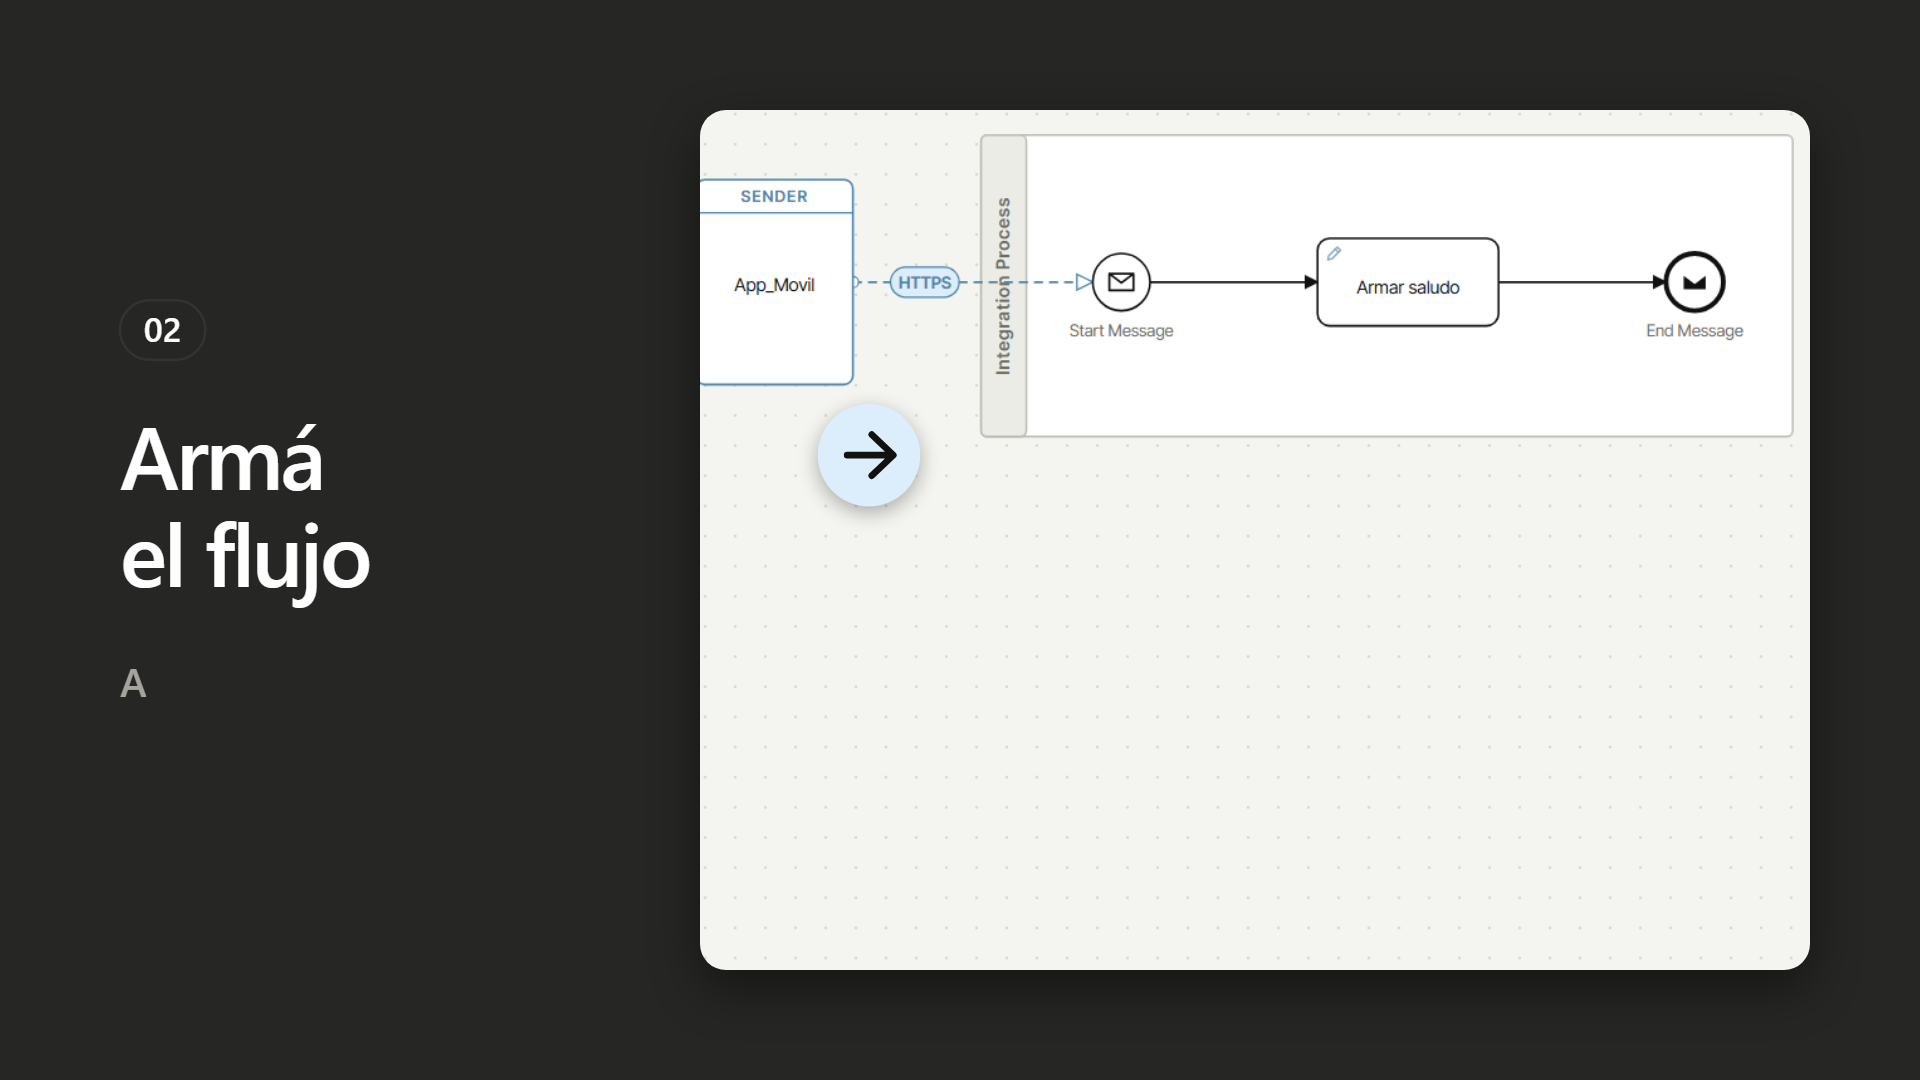 02
Armá
el flujo
A
SENDER
App_Movil
HTTPS
Integration Process
Start Message
Armar saludo
End Message